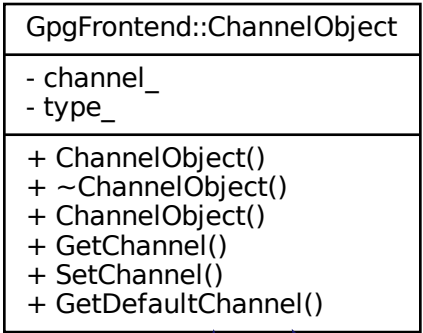 GpgFrontend::ChannelObject
- channel_
- type_
+ ChannelObject()
+ ~ChannelObject()
+ ChannelObject()
+ GetChannel()
+ SetChannel()
+ GetDefaultChannel()